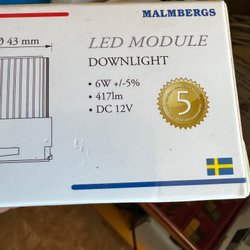 MALMBERGS
Ø 43 mm
LED MODULE
DOWNLIGHT
• 6W +/-5%
• 417lm
• DC 12V
5